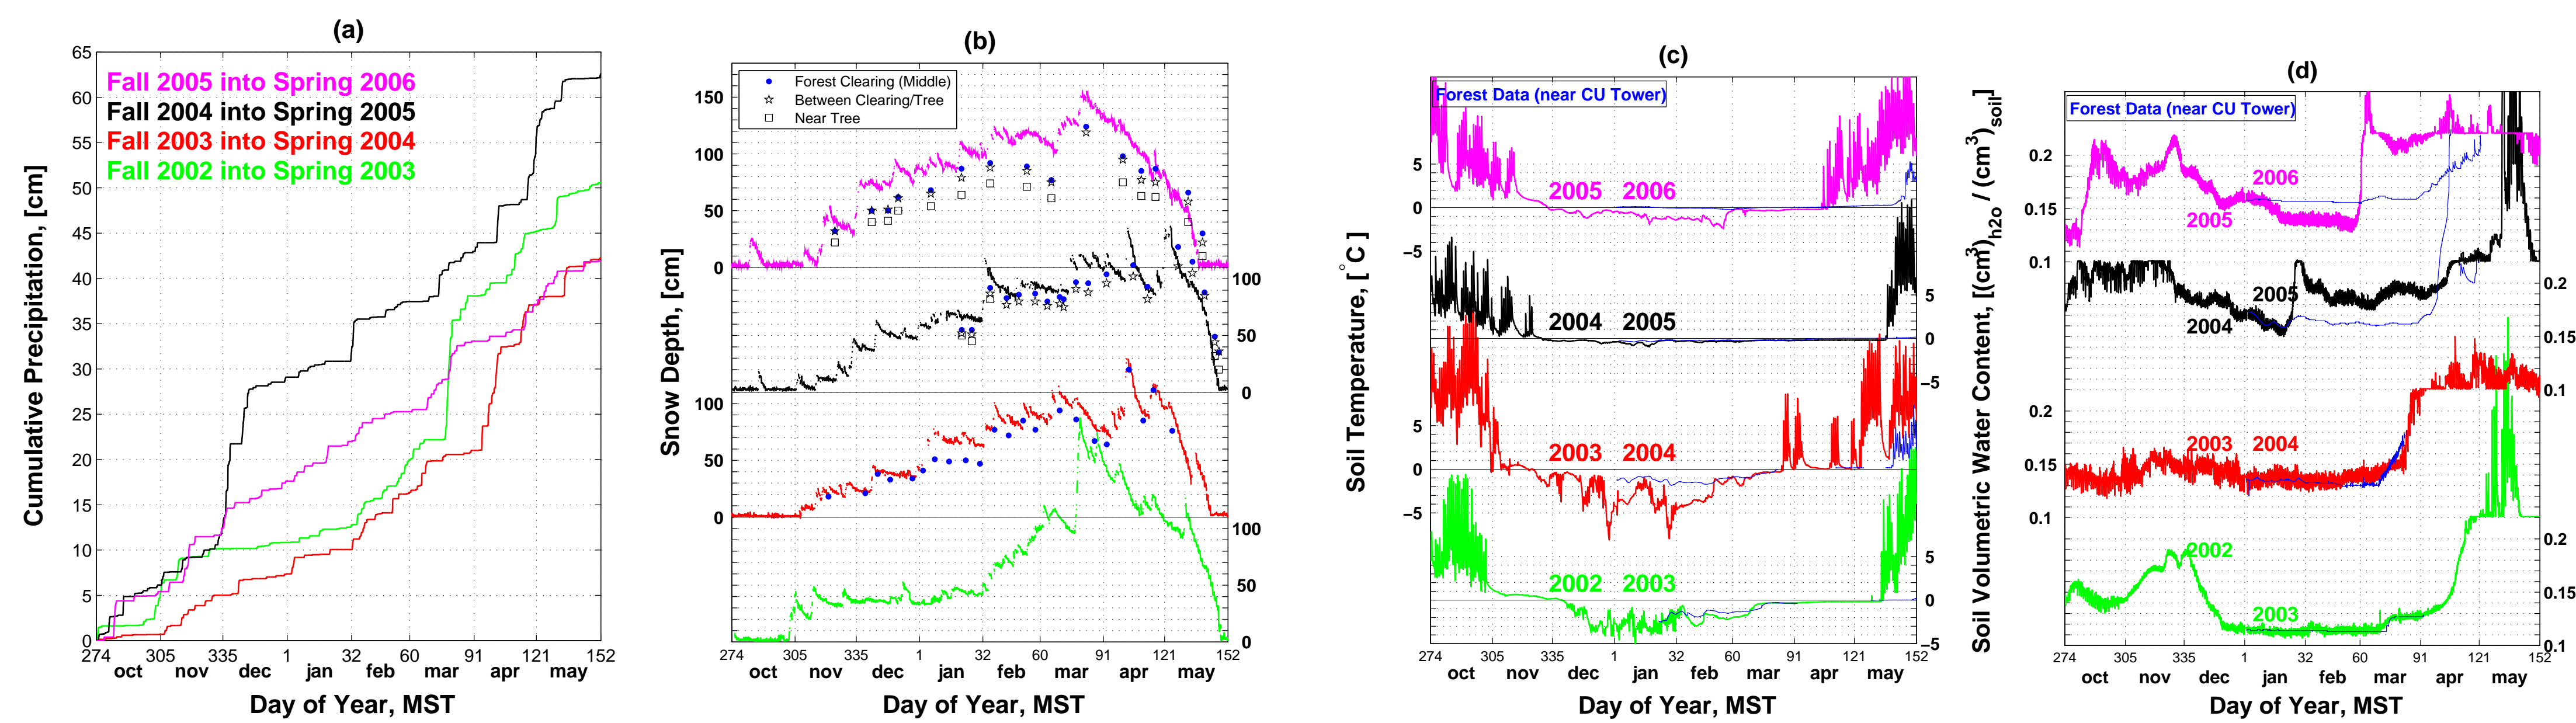 (a)
65
60
55
50
45
40
35
30
25
20
15
10
5
0
Cumulative Precipitation, [cm]
Fall 2005 into Spring 2006
Fall 2004 into Spring 2005
Fall 2003 into Spring 2004
Fall 2002 into Spring 2003
274 305 335 1 32 60 91 121 152
oct nov dec jan feb mar apr may
Day of Year, MST
(b)
Forest Clearing (Middle)
Between Clearing/Tree
Near Tree
Snow Depth, [cm]
150
100
50
0
100
50
0
100
50
0
100
50
0
274 305 335 1 32 60 91 121 152
oct nov dec jan feb mar apr may
Day of Year, MST
(c)
Forest Data (near CU Tower)
Soil Temperature, [°C]
5
0
−5
5
0
−5
5
0
−5
5
0
−5
2005 2006
2004 2005
2003 2004
2002 2003
274 305 335 1 32 60 91 121 152
oct nov dec jan feb mar apr may
Day of Year, MST
(d)
Forest Data (near CU Tower)
Soil Volumetric Water Content, [(cm³)h2o / (cm³)soil]
0.2
0.15
0.1
0.2
0.15
0.1
0.2
0.15
0.1
0.2
0.15
0.1
2006
2005
2005
2004
2003 2004
2002
2003
274 305 335 1 32 60 91 121 152
oct nov dec jan feb mar apr may
Day of Year, MST